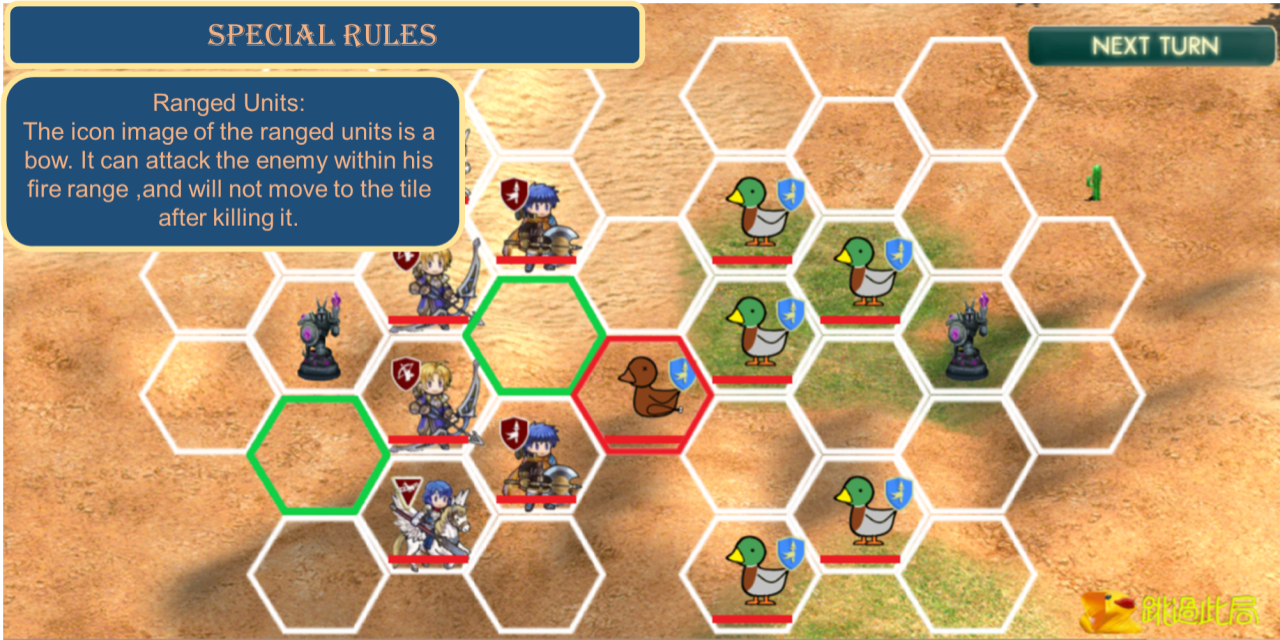 SPECIAL RULES
NEXT TURN
Ranged Units:
The icon image of the ranged units is a
bow. It can attack the enemy within his
fire range ,and will not move to the tile
after killing it.
跳過此局